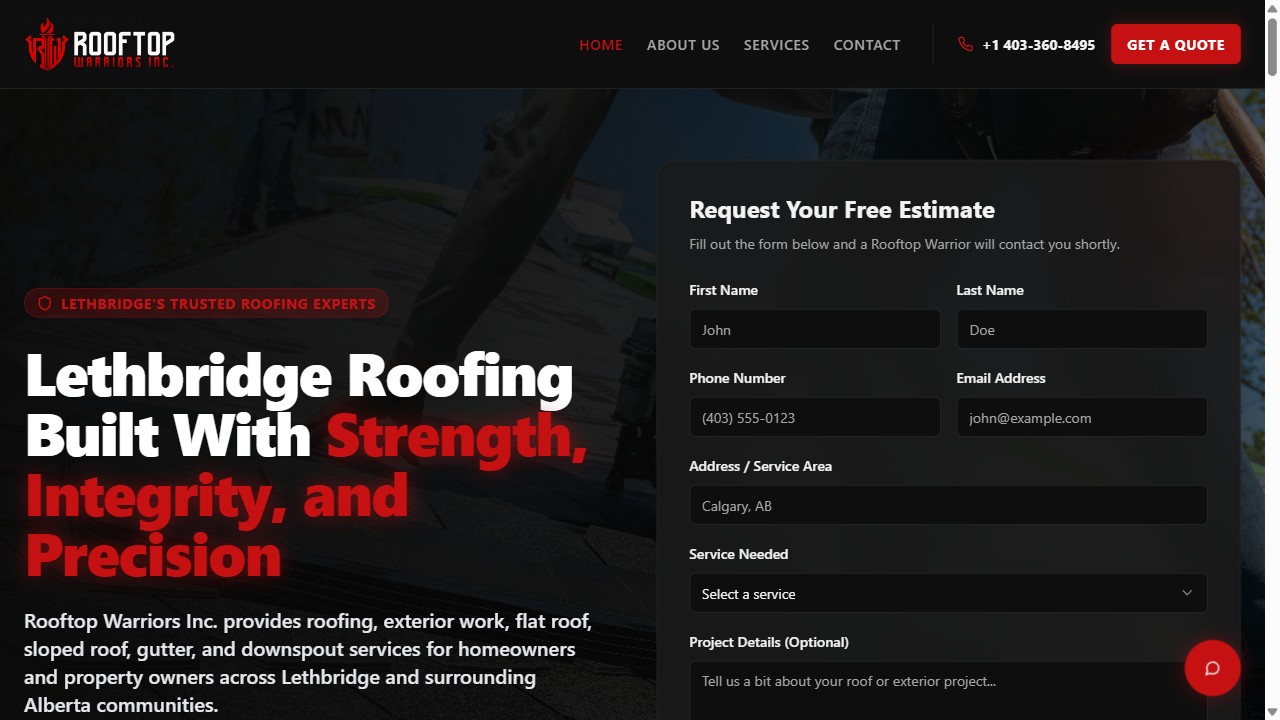 ROOFTOP
WARRIORS INC.
HOME
ABOUT US
SERVICES
CONTACT
+1 403-360-8495
GET A QUOTE
LETHBRIDGE'S TRUSTED ROOFING EXPERTS
Lethbridge Roofing
Built With Strength,
Integrity, and
Precision
Rooftop Warriors Inc. provides roofing, exterior work, flat roof,
sloped roof, gutter, and downspout services for homeowners
and property owners across Lethbridge and surrounding
Alberta communities.
Request Your Free Estimate
Fill out the form below and a Rooftop Warrior will contact you shortly.
First Name
Last Name
John
Doe
Phone Number
Email Address
(403) 555-0123
john@example.com
Address / Service Area
Calgary, AB
Service Needed
Select a service
Project Details (Optional)
Tell us a bit about your roof or exterior project...